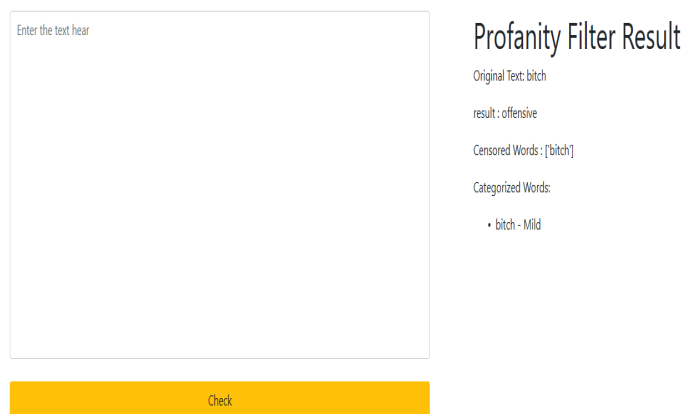 Enter the text hear
Check
Profanity Filter Result
Original Text: bitch
result : offensive
Censored Words : ['bitch']
Categorized Words:
• bitch - Mild